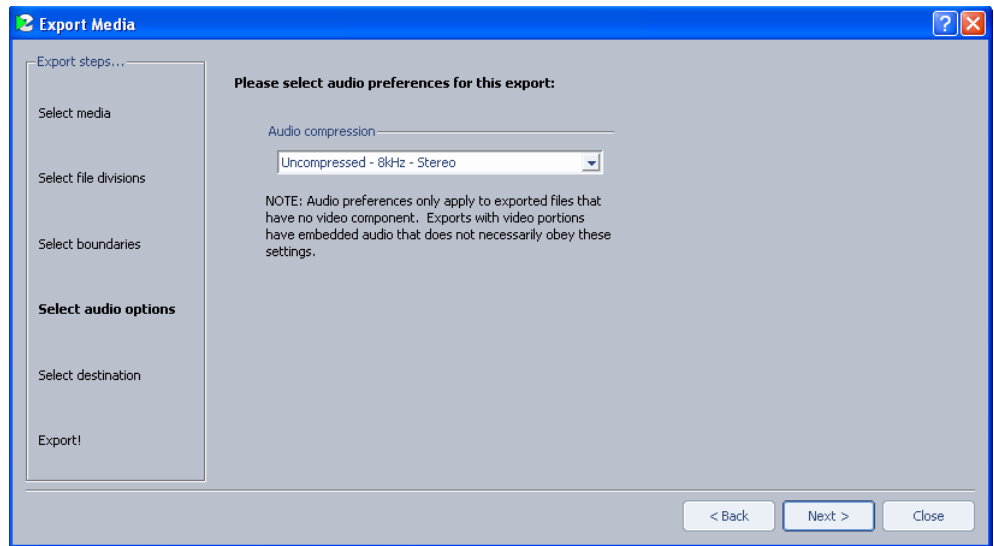 Export Media
Export steps...
Select media
Select file divisions
Select boundaries
Select audio options
Select destination
Export!
Please select audio preferences for this export:
Audio compression
Uncompressed - 8kHz - Stereo
NOTE: Audio preferences only apply to exported files that
have no video component.  Exports with video portions
have embedded audio that does not necessarily obey these
settings.
< Back
Next >
Close